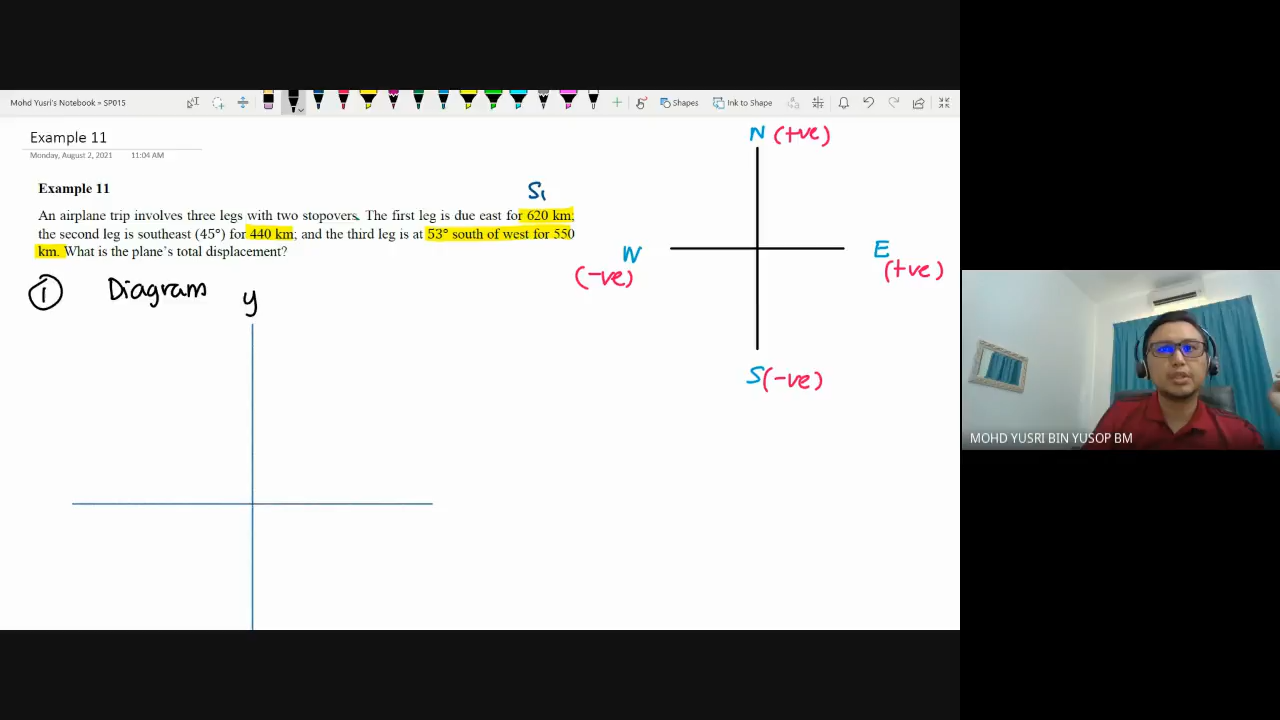 Mohd Yusri's Notebook » SP015
Shapes
Ink to Shape
Example 11
Monday, August 2, 2021 11:04 AM
Example 11
S₁
An airplane trip involves three legs with two stopovers. The first leg is due east for 620 km;
the second leg is southeast (45°) for 440 km; and the third leg is at 53° south of west for 550
km. What is the plane's total displacement?
① Diagram y
N (+ve)
W
(-ve)
E
(+ve)
S (-ve)
MOHD YUSRI BIN YUSOP BM